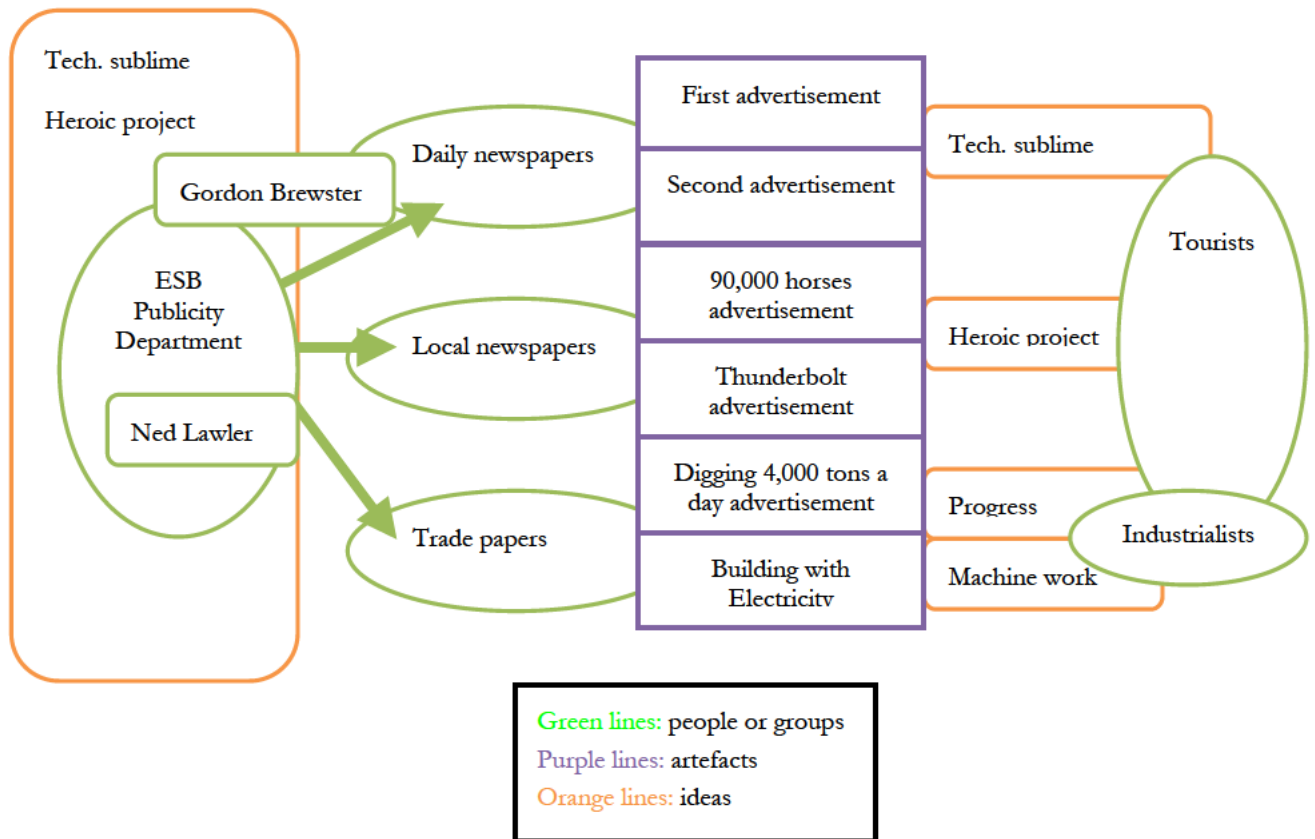 Tech. sublime
Heroic project
Gordon Brewster
ESB
Publicity
Department
Ned Lawler
Daily newspapers
Local newspapers
Trade papers
First advertisement
Second advertisement
90,000 horses
advertisement
Thunderbolt
advertisement
Digging 4,000 tons a
day advertisement
Building with
Electricity
Tech. sublime
Heroic project
Progress
Machine work
Tourists
Industrialists
Green lines: people or groups
Purple lines: artefacts
Orange lines: ideas